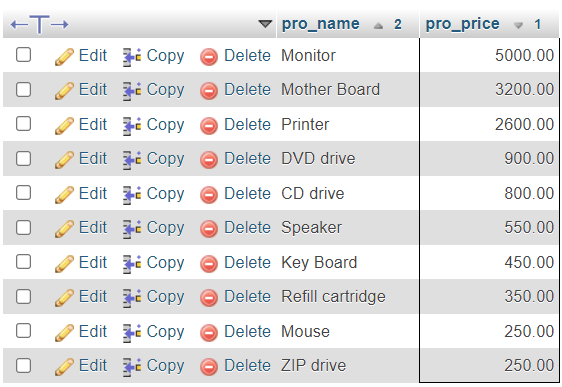 pro_name 2 pro_price 1
Edit Copy Delete Monitor 5000.00
Edit Copy Delete Mother Board 3200.00
Edit Copy Delete Printer 2600.00
Edit Copy Delete DVD drive 900.00
Edit Copy Delete CD drive 800.00
Edit Copy Delete Speaker 550.00
Edit Copy Delete Key Board 450.00
Edit Copy Delete Refill cartridge 350.00
Edit Copy Delete Mouse 250.00
Edit Copy Delete ZIP drive 250.00